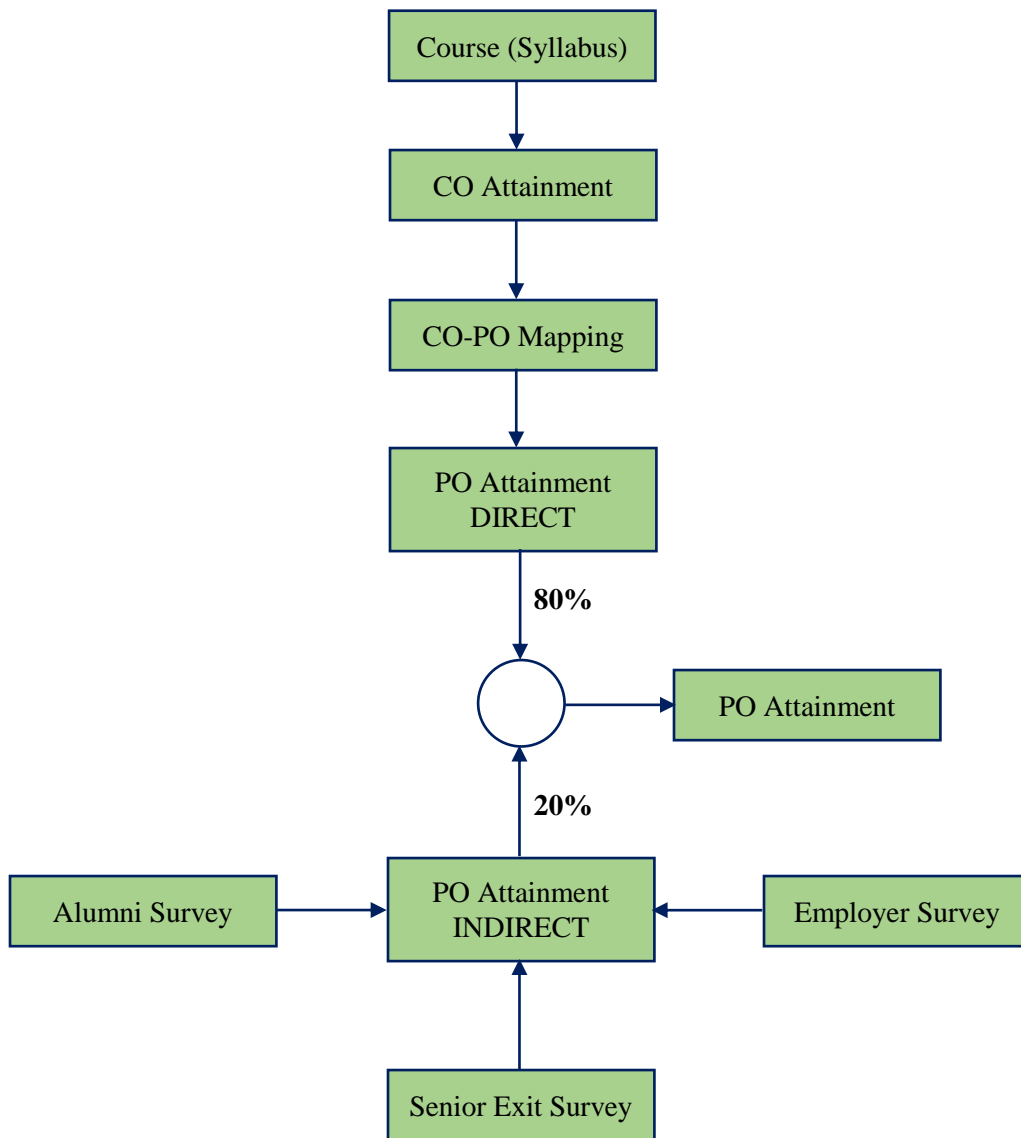 Course (Syllabus)
CO Attainment
CO-PO Mapping
PO Attainment
DIRECT
80%
PO Attainment
20%
Alumni Survey
PO Attainment
INDIRECT
Employer Survey
Senior Exit Survey